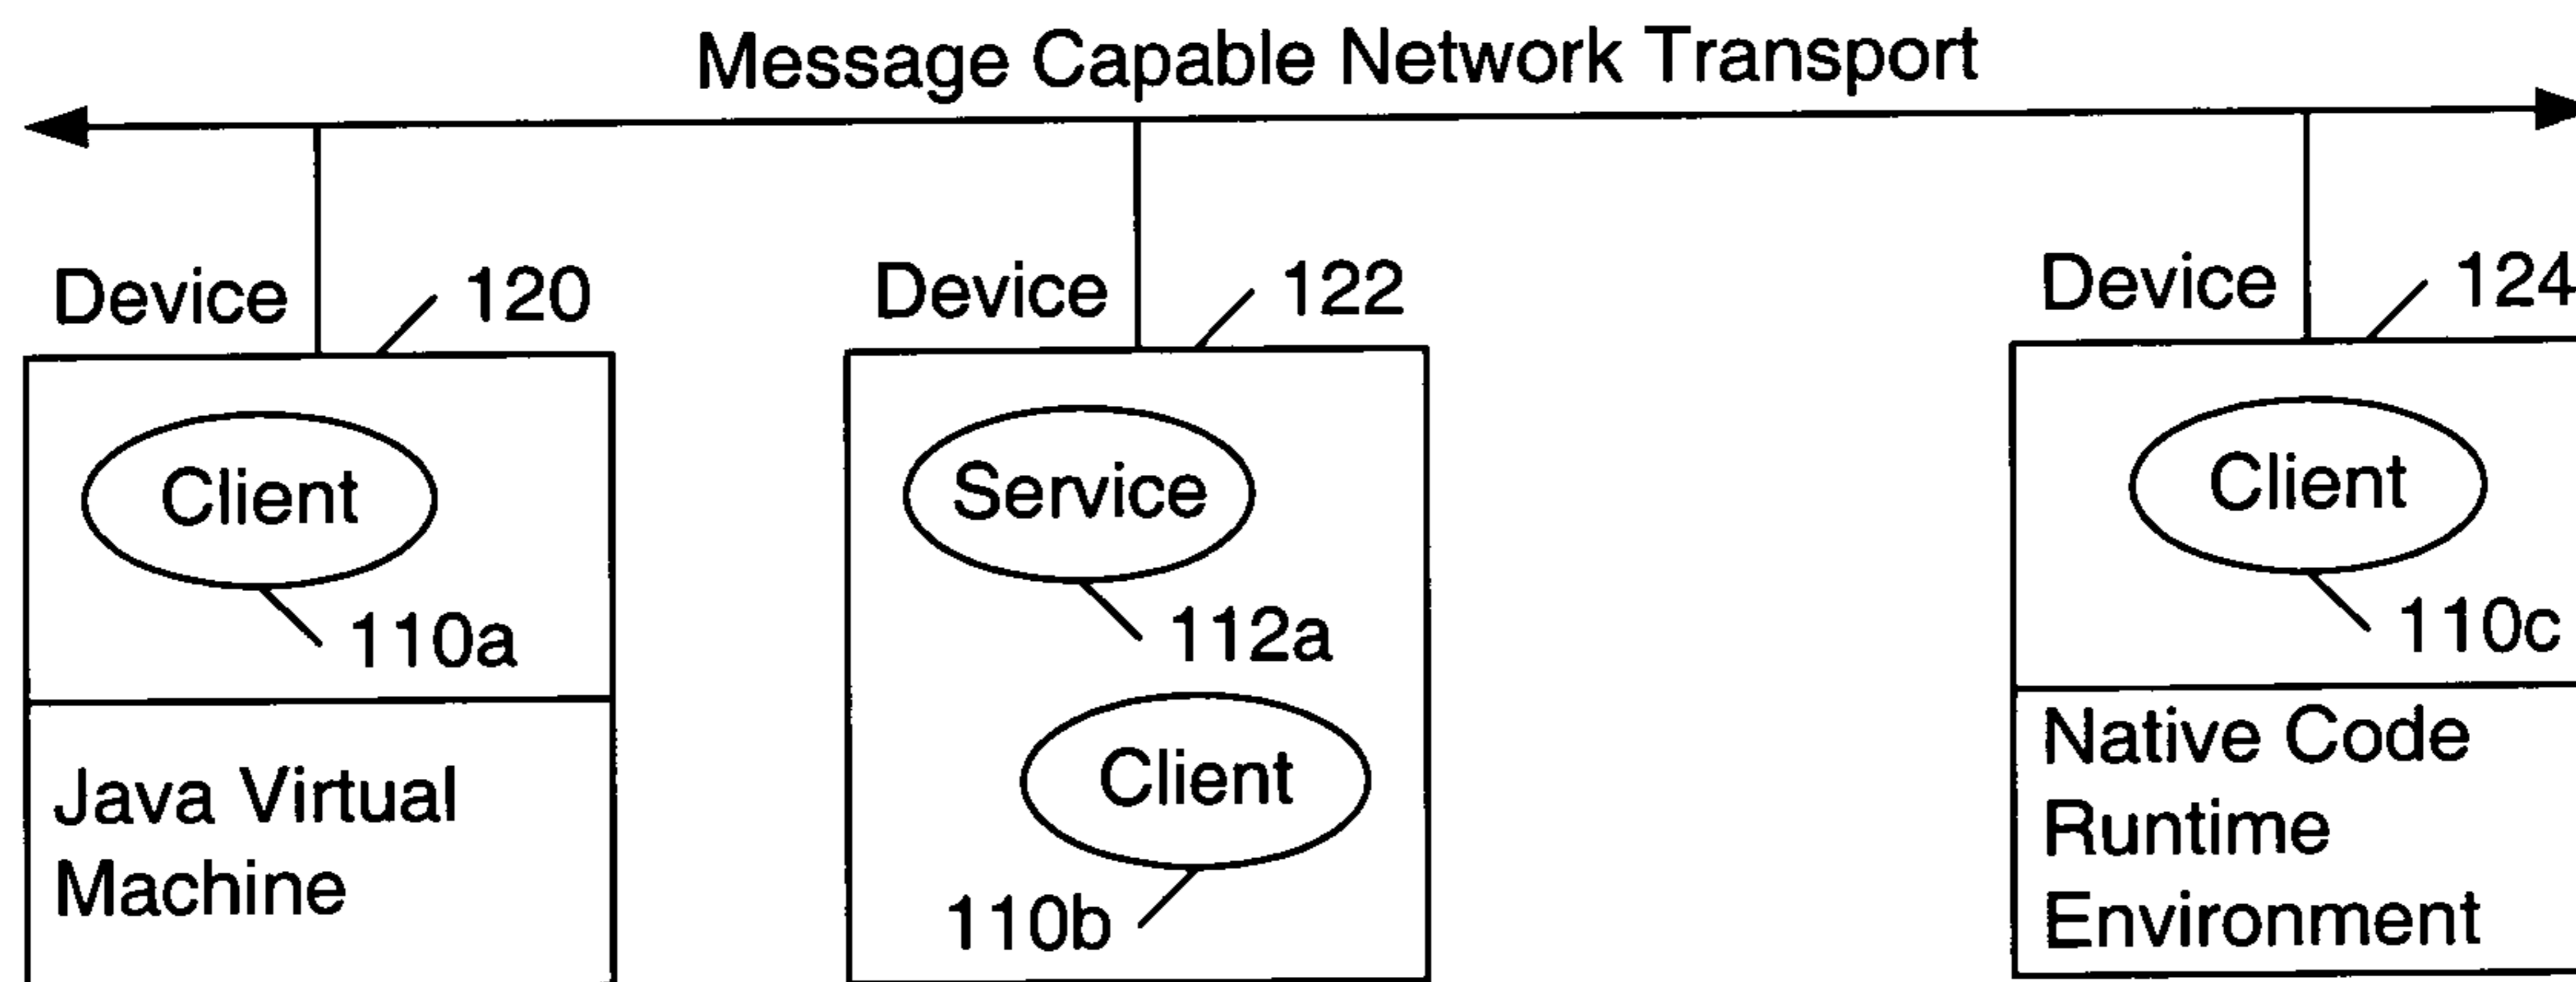 Message Capable Network Transport
Device
120
Device
122
Device
124
Client
110a
Service
112a
Client
110b
Client
110c
Java Virtual
Machine
Native Code
Runtime
Environment